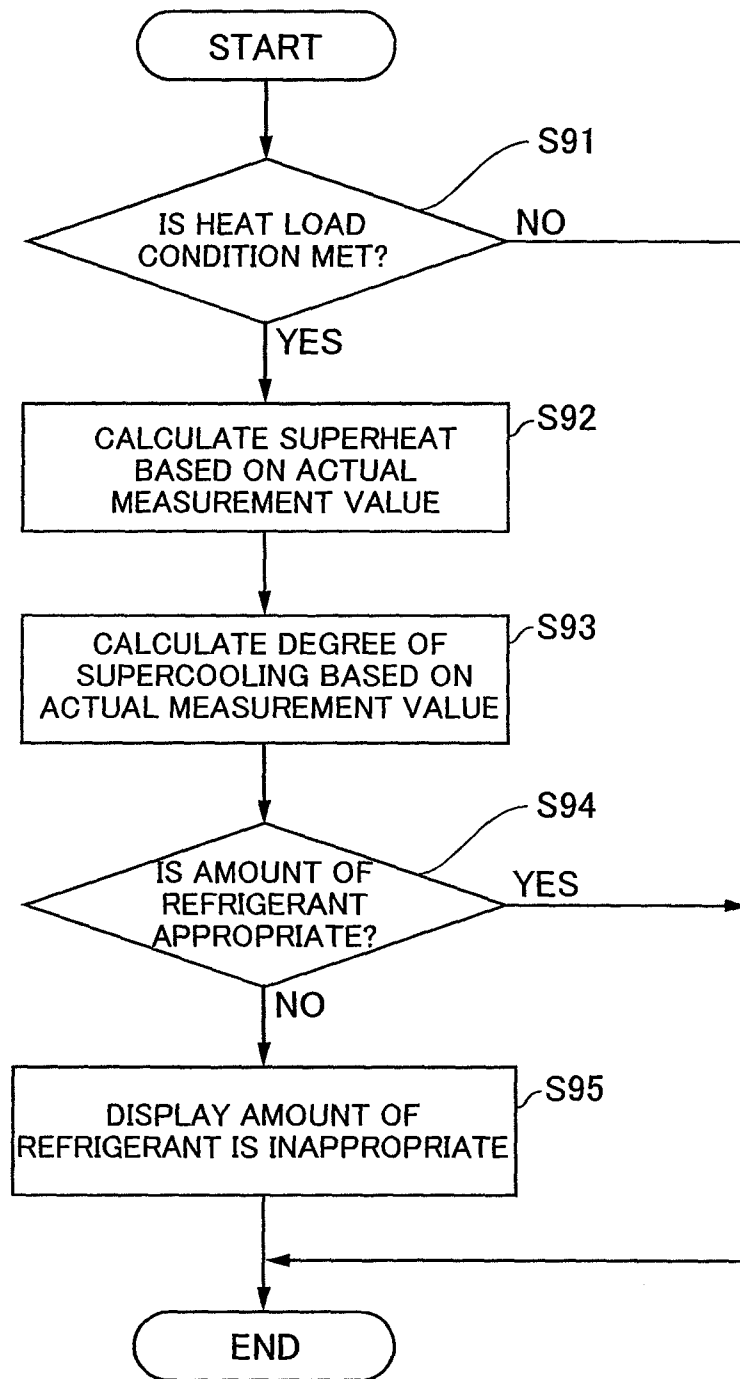 START
S91
IS HEAT LOAD
CONDITION MET?
NO
YES
S92
CALCULATE SUPERHEAT
BASED ON ACTUAL
MEASUREMENT VALUE
S93
CALCULATE DEGREE OF
SUPERCOOLING BASED ON
ACTUAL MEASUREMENT VALUE
S94
IS AMOUNT OF
REFRIGERANT
APPROPRIATE?
YES
NO
S95
DISPLAY AMOUNT OF
REFRIGERANT IS INAPPROPRIATE
END